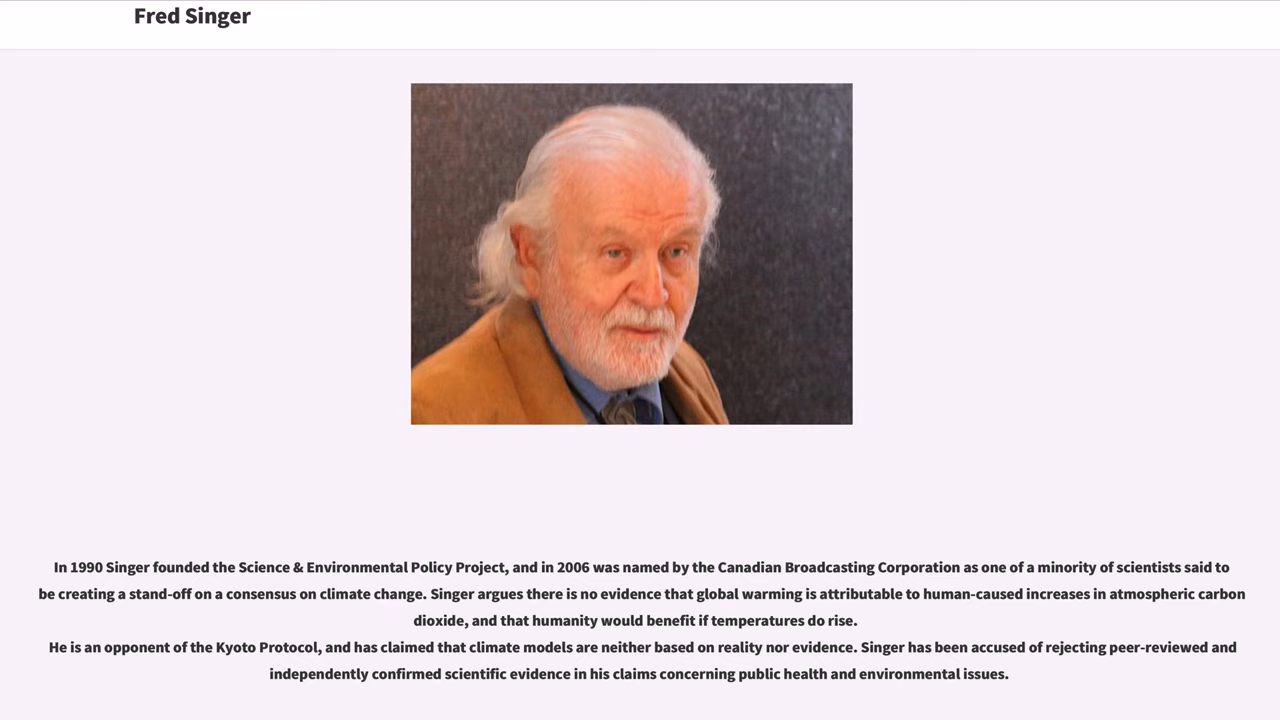 Fred Singer
In 1990 Singer founded the Science & Environmental Policy Project, and in 2006 was named by the Canadian Broadcasting Corporation as one of a minority of scientists said to
be creating a stand-off on a consensus on climate change. Singer argues there is no evidence that global warming is attributable to human-caused increases in atmospheric carbon
dioxide, and that humanity would benefit if temperatures do rise.
He is an opponent of the Kyoto Protocol, and has claimed that climate models are neither based on reality nor evidence. Singer has been accused of rejecting peer-reviewed and
independently confirmed scientific evidence in his claims concerning public health and environmental issues.